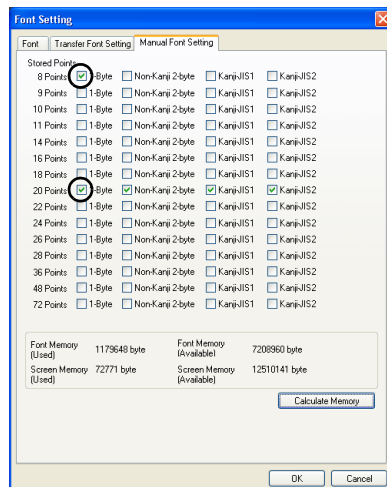 Font Setting
Font Transfer Font Setting Manual Font Setting
Stored Points
8 Points 1-Byte Non-Kanji 2-byte Kanji-JIS1 Kanji-JIS2
9 Points 1-Byte Non-Kanji 2-byte Kanji-JIS1 Kanji-JIS2
10 Points 1-Byte Non-Kanji 2-byte Kanji-JIS1 Kanji-JIS2
11 Points 1-Byte Non-Kanji 2-byte Kanji-JIS1 Kanji-JIS2
14 Points 1-Byte Non-Kanji 2-byte Kanji-JIS1 Kanji-JIS2
16 Points 1-Byte Non-Kanji 2-byte Kanji-JIS1 Kanji-JIS2
18 Points 1-Byte Non-Kanji 2-byte Kanji-JIS1 Kanji-JIS2
20 Points 1-Byte Non-Kanji 2-byte Kanji-JIS1 Kanji-JIS2
22 Points 1-Byte Non-Kanji 2-byte Kanji-JIS1 Kanji-JIS2
24 Points 1-Byte Non-Kanji 2-byte Kanji-JIS1 Kanji-JIS2
26 Points 1-Byte Non-Kanji 2-byte Kanji-JIS1 Kanji-JIS2
28 Points 1-Byte Non-Kanji 2-byte Kanji-JIS1 Kanji-JIS2
36 Points 1-Byte Non-Kanji 2-byte Kanji-JIS1 Kanji-JIS2
48 Points 1-Byte Non-Kanji 2-byte Kanji-JIS1 Kanji-JIS2
72 Points 1-Byte Non-Kanji 2-byte Kanji-JIS1 Kanji-JIS2
Font Memory (Used) 1179648 byte Font Memory (Available) 7208960 byte
Screen Memory (Used) 72771 byte Screen Memory (Available) 12510141 byte
Calculate Memory
OK Cancel